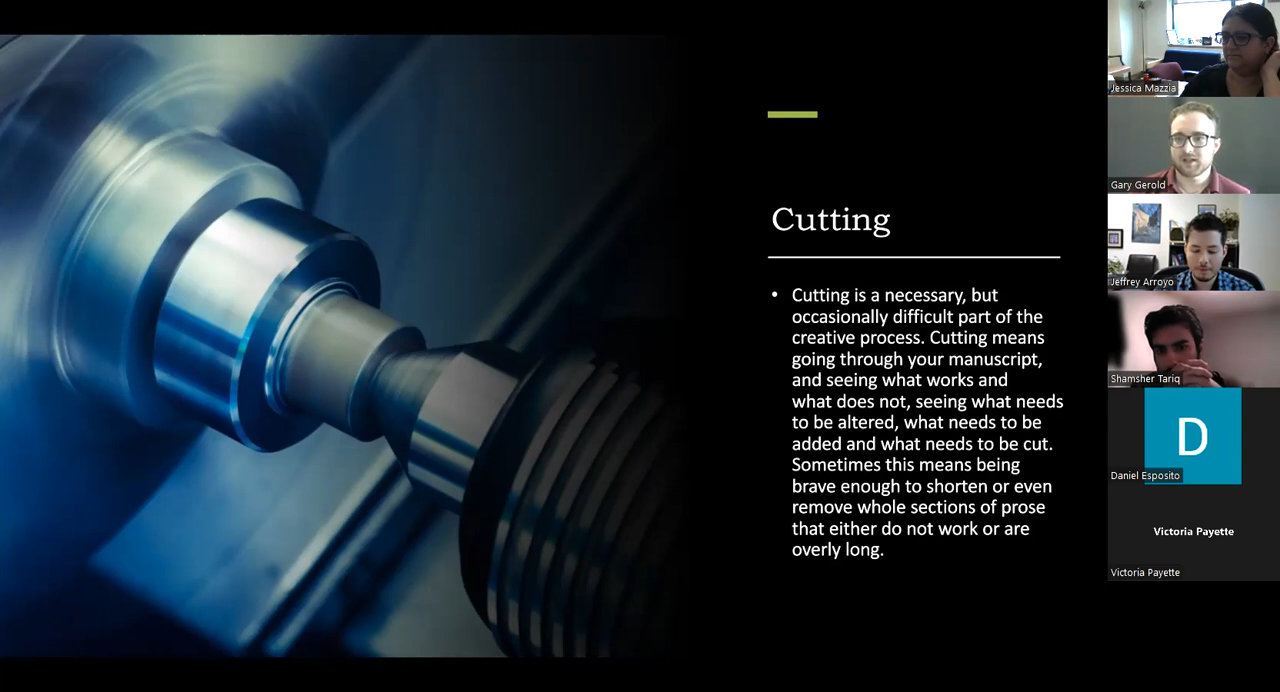 Cutting
• Cutting is a necessary, but
occasionally difficult part of the
creative process. Cutting means
going through your manuscript,
and seeing what works and
what does not, seeing what needs
to be altered, what needs to be
added and what needs to be cut.
Sometimes this means being
brave enough to shorten or even
remove whole sections of prose
that either do not work or are
overly long.
Jessica Mazzia
Gary Gerold
Jeffrey Arroyo
Shamsher Tariq
D
Daniel Esposito
Victoria Payette
Victoria Payette